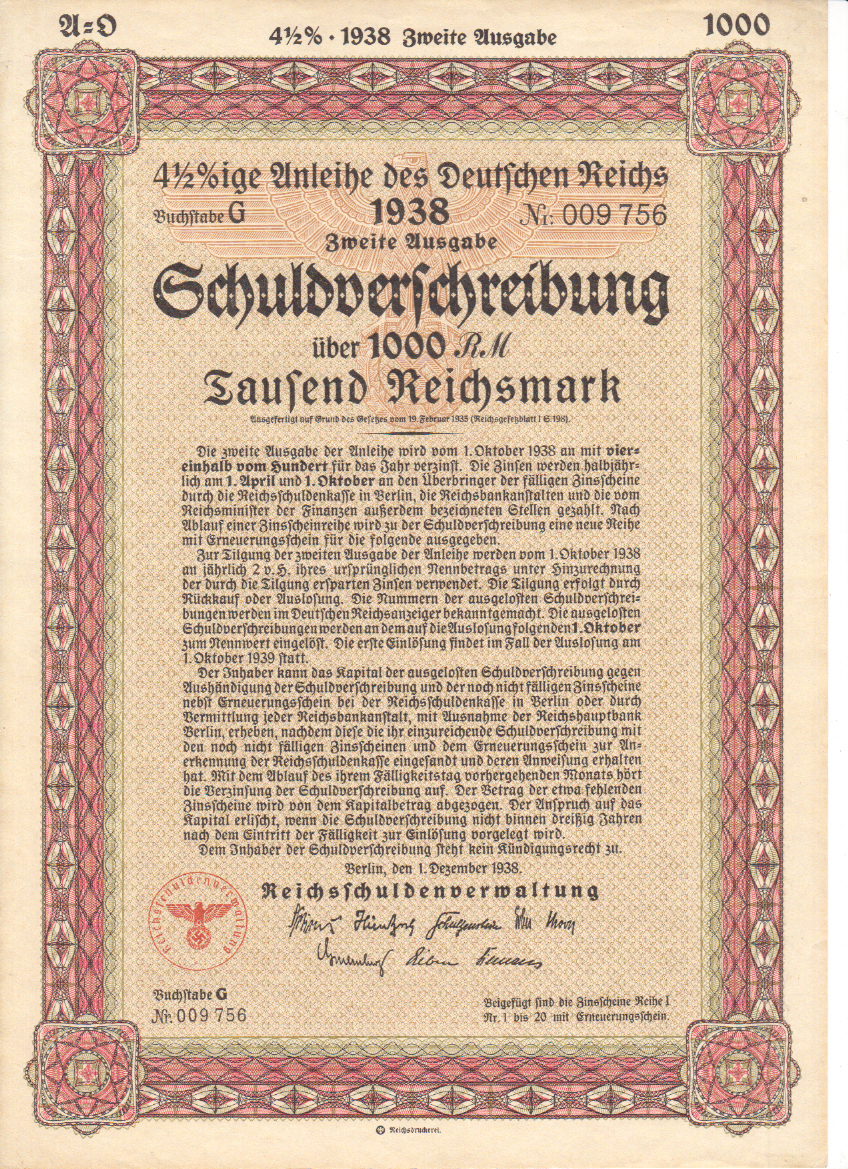 A=O
4½% · 1938 Zweite Ausgabe
1000
4½%ige Anleihe des Deutschen Reichs
Buchstabe G
1938
Nr: 009 756
Zweite Ausgabe
Schuldverschreibung
über 1000 RM
Tausend Reichsmark
Ausgefertigt auf Grund des Gesetzes vom 19. Februar 1935 (Reichsgesetzblatt I S. 198).
Die zweite Ausgabe der Anleihe wird vom 1. Oktober 1938 an mit vier=
einhalb vom Hundert für das Jahr verzinst. Die Zinsen werden halbjähr=
lich am 1. April und 1. Oktober an den Überbringer der fälligen Zinsscheine
durch die Reichsschuldenkasse in Berlin, die Reichsbankanstalten und die vom
Reichsminister der Finanzen außerdem bezeichneten Stellen gezahlt. Nach
Ablauf einer Zinsscheinreihe wird zu der Schuldverschreibung eine neue Reihe
mit Erneuerungsschein für die folgende ausgegeben.
Zur Tilgung der zweiten Ausgabe der Anleihe werden vom 1. Oktober 1938
an jährlich 2 v. H. ihres ursprünglichen Nennbetrags unter Hinzurechnung
der durch die Tilgung ersparten Zinsen verwendet. Die Tilgung erfolgt durch
Rückkauf oder Auslosung. Die Nummern der ausgelosten Schuldverschrei=
bungen werden im Deutschen Reichsanzeiger bekanntgemacht. Die ausgelosten
Schuldverschreibungen werden an dem auf die Auslosung folgenden 1. Oktober
zum Nennwert eingelöst. Die erste Einlösung findet im Fall der Auslosung am
1. Oktober 1939 statt.
Der Inhaber kann das Kapital der ausgelosten Schuldverschreibung gegen
Aushändigung der Schuldverschreibung und der noch nicht fälligen Zinsscheine
nebst Erneuerungsschein bei der Reichsschuldenkasse in Berlin oder durch
Vermittlung jeder Reichsbankanstalt, mit Ausnahme der Reichshauptbank
Berlin, erheben, nachdem diese die ihr einzureichende Schuldverschreibung mit
den noch nicht fälligen Zinsscheinen und dem Erneuerungsschein zur An=
erkennung der Reichsschuldenkasse eingesandt und deren Anweisung erhalten
hat. Mit dem Ablauf des ihrem Fälligkeitstag vorhergehenden Monats hört
die Verzinsung der Schuldverschreibung auf. Der Betrag der etwa fehlenden
Zinsscheine wird von dem Kapitalbetrag abgezogen. Der Anspruch auf das
Kapital erlischt, wenn die Schuldverschreibung nicht binnen dreißig Jahren
nach dem Eintritt der Fälligkeit zur Einlösung vorgelegt wird.
Dem Inhaber der Schuldverschreibung steht kein Kündigungsrecht zu.
Berlin, den 1. Dezember 1938.
Reichsschuldenverwaltung
Reichsschuldenverwaltung
Buchstabe G
Nr. 009 756
Beigefügt sind die Zinsscheine Reihe I
Nr. 1 bis 20 mit Erneuerungsschein.
Reichsdruckerei.